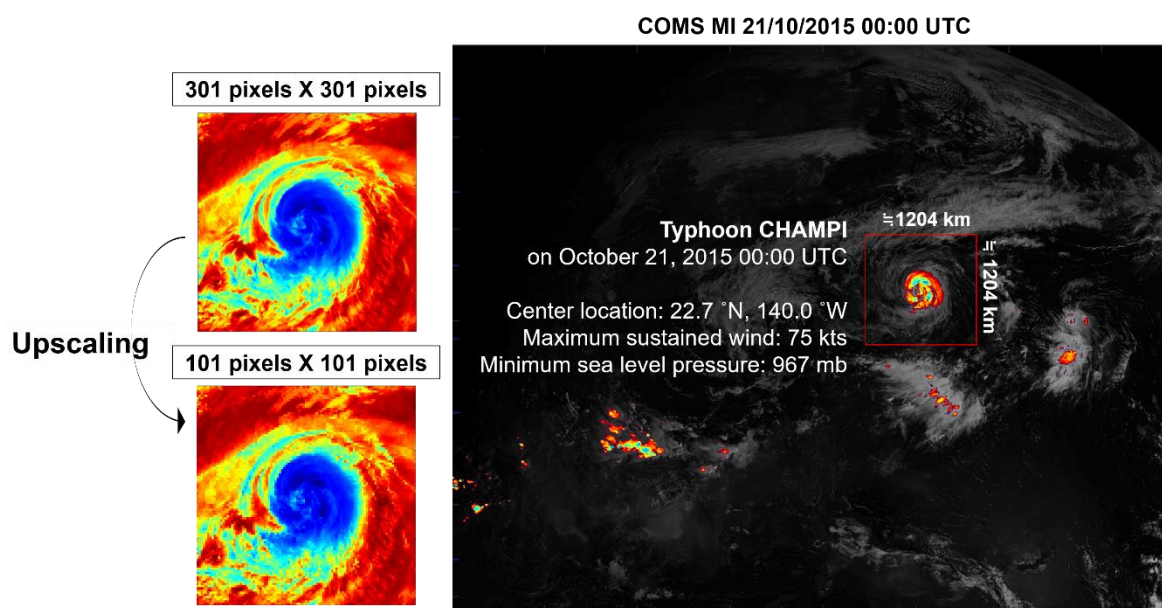 COMS MI 21/10/2015 00:00 UTC
301 pixels X 301 pixels
Upscaling
101 pixels X 101 pixels
≒1204 km
≒ 1204 km
Typhoon CHAMPI
on October 21, 2015 00:00 UTC
Center location: 22.7 ˚N, 140.0 ˚W
Maximum sustained wind: 75 kts
Minimum sea level pressure: 967 mb